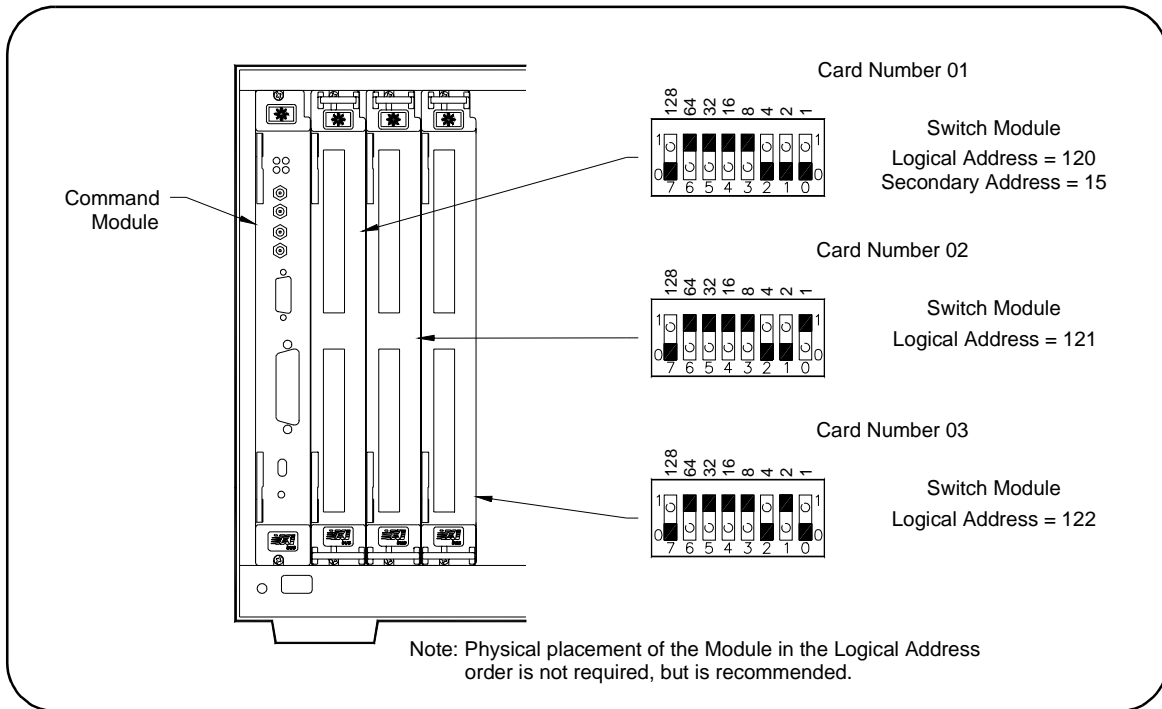 Command
Module
Card Number 01
128 64 32 16 8 4 2 1
1 1
0 0
7 6 5 4 3 2 1 0
Switch Module
Logical Address = 120
Secondary Address = 15
Card Number 02
128 64 32 16 8 4 2 1
1 1
0 0
7 6 5 4 3 2 1 0
Switch Module
Logical Address = 121
Card Number 03
128 64 32 16 8 4 2 1
1 1
0 0
7 6 5 4 3 2 1 0
Switch Module
Logical Address = 122
Note: Physical placement of the Module in the Logical Address
order is not required, but is recommended.